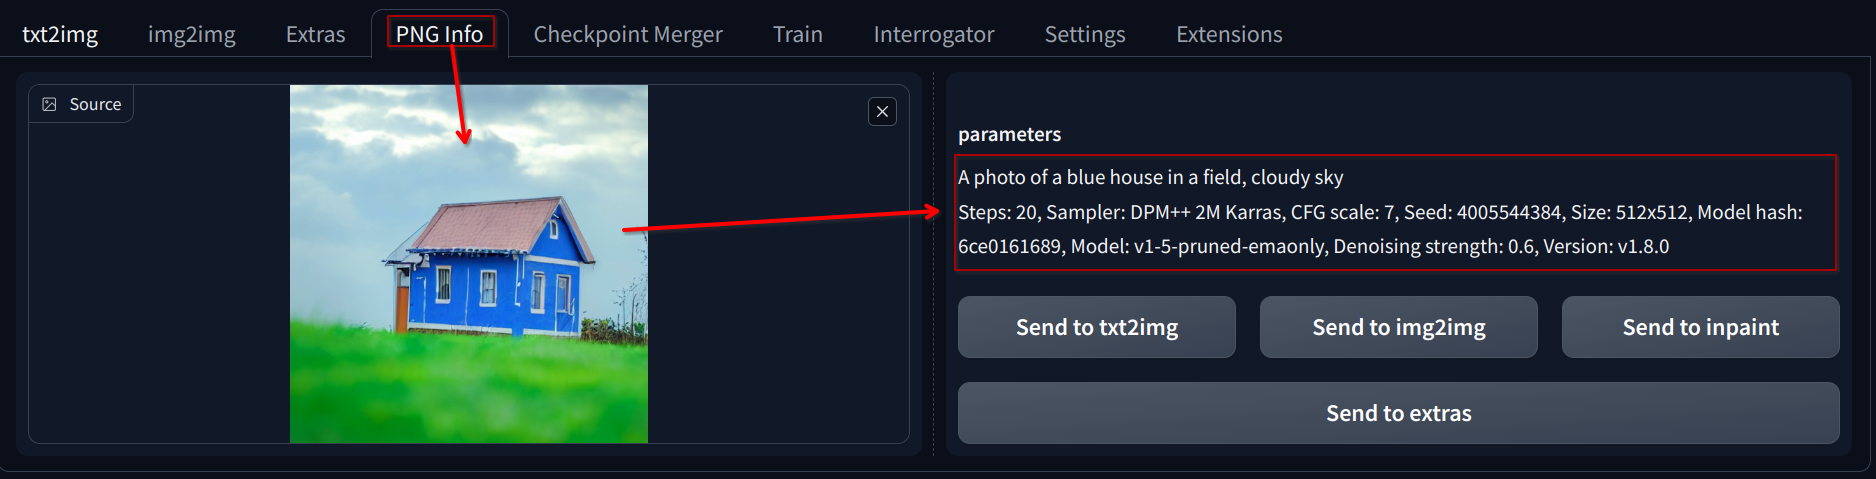 txt2img img2img Extras PNG Info Checkpoint Merger Train Interrogator Settings Extensions
Source
parameters
A photo of a blue house in a field, cloudy sky
Steps: 20, Sampler: DPM++ 2M Karras, CFG scale: 7, Seed: 4005544384, Size: 512x512, Model hash:
6ce0161689, Model: v1-5-pruned-emaonly, Denoising strength: 0.6, Version: v1.8.0
Send to txt2img Send to img2img Send to inpaint
Send to extras